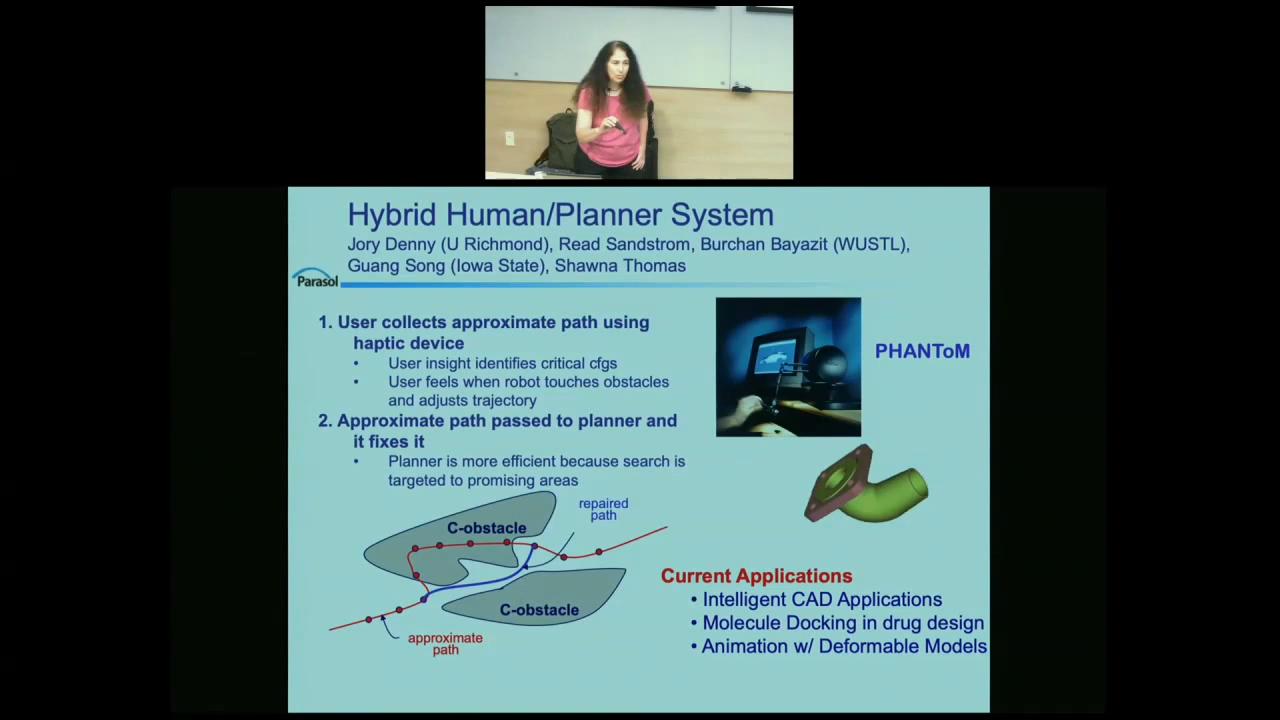 Hybrid Human/Planner System
Jory Denny (U Richmond), Read Sandstrom, Burchan Bayazit (WUSTL),
Guang Song (Iowa State), Shawna Thomas
Parasol
1. User collects approximate path using
haptic device
• User insight identifies critical cfgs
• User feels when robot touches obstacles
and adjusts trajectory
2. Approximate path passed to planner and
it fixes it
• Planner is more efficient because search is
targeted to promising areas
PHANToM
repaired
path
C-obstacle
C-obstacle
approximate
path
Current Applications
• Intelligent CAD Applications
• Molecule Docking in drug design
• Animation w/ Deformable Models